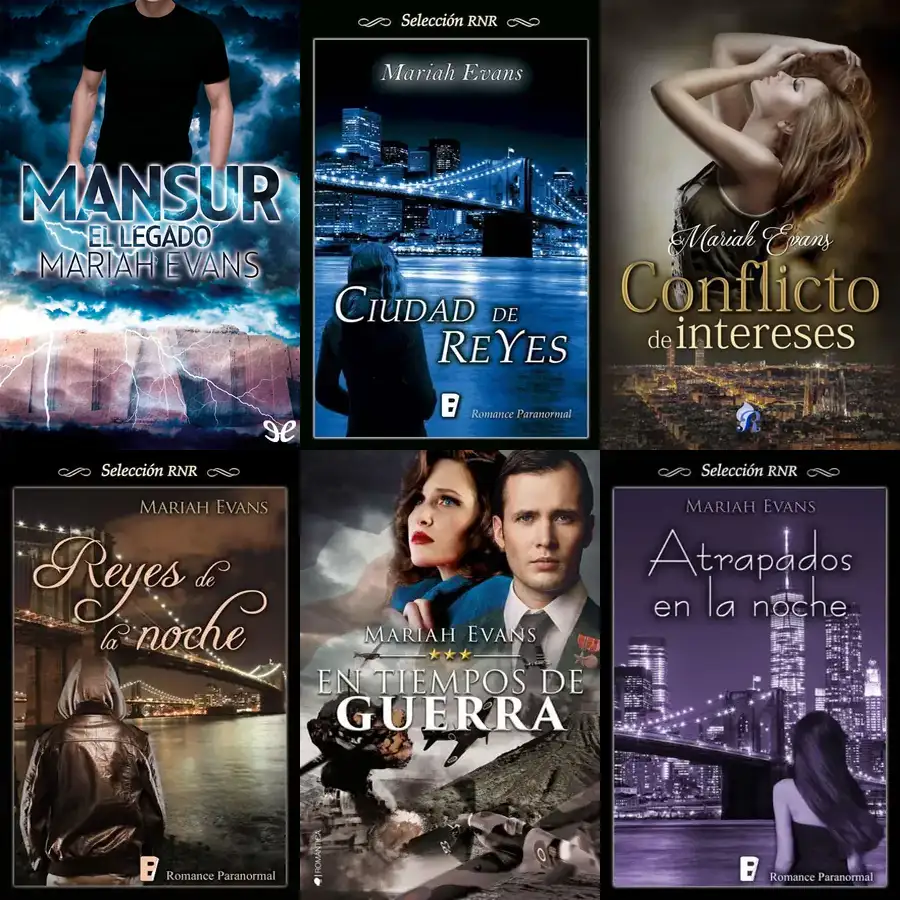 MANSUR
EL LEGADO
MARIAH EVANS
Selección RNR
Mariah Evans
CIUDAD DE
REYES
B
Romance Paranormal
Mariah Evans
Conflicto
de intereses
Selección RNR
MARIAH EVANS
Reyes de
la noche
B
Romance Paranormal
MARIAH EVANS
EN TIEMPOS DE
GUERRA
ROMANTICA
Selección RNR
MARIAH EVANS
Atrapados
en la noche
B
Romance Paranormal